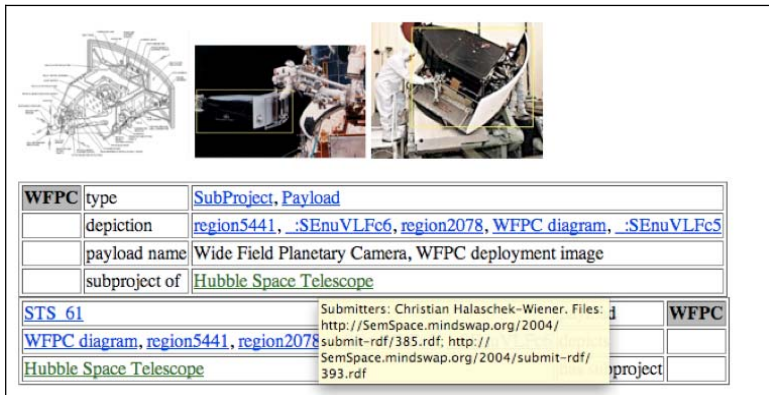 WFPC type SubProject, Payload
depiction region5441, _:SEnuVLFc6, region2078, WFPC diagram, _:SEnuVLFc5
payload name Wide Field Planetary Camera, WFPC deployment image
subproject of Hubble Space Telescope
STS 61 WFPC
WFPC diagram, region5441, region2078
Hubble Space Telescope subproject
Submitters: Christian Halaschek-Wiener. Files:
http://SemSpace.mindswap.org/2004/
submit-rdf/385.rdf; http://
SemSpace.mindswap.org/2004/submit-rdf/
393.rdf